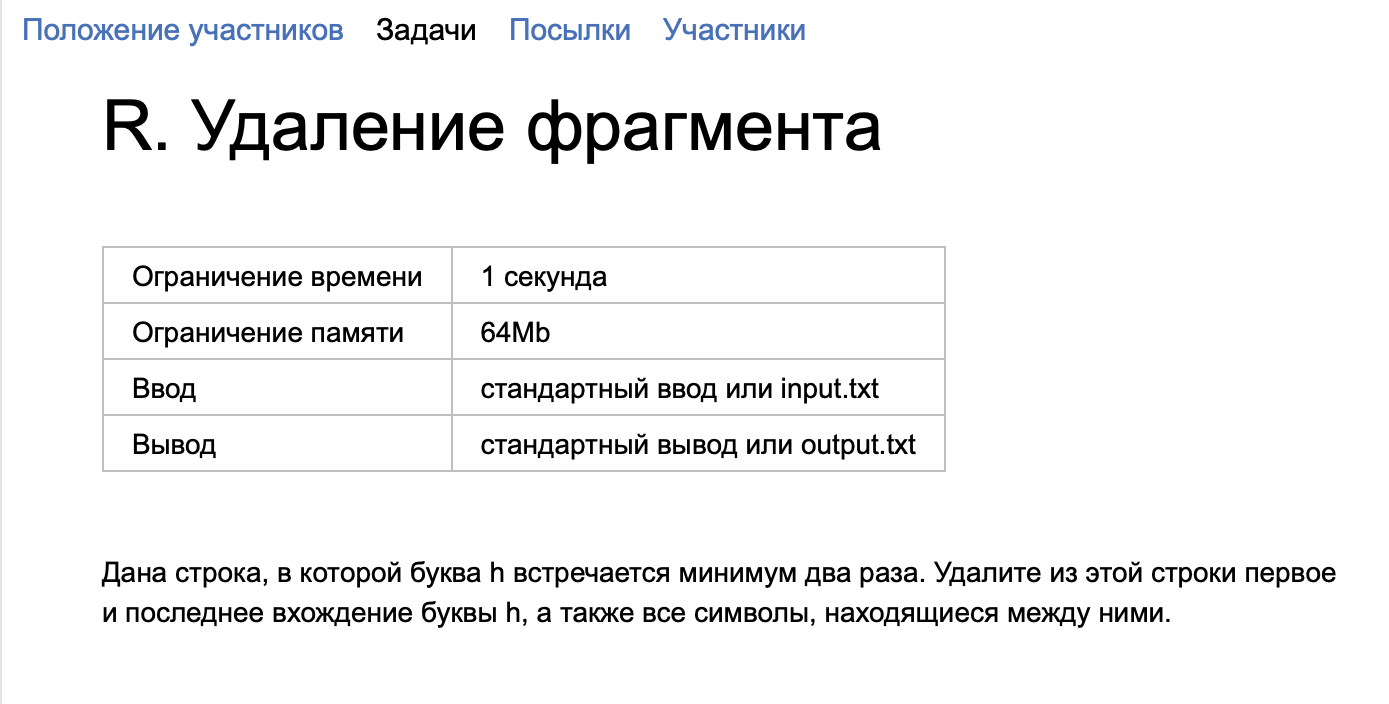 Положение участников Задачи Посылки Участники
R. Удаление фрагмента
Ограничение времени 1 секунда
Ограничение памяти 64Mb
Ввод стандартный ввод или input.txt
Вывод стандартный вывод или output.txt
Дана строка, в которой буква h встречается минимум два раза. Удалите из этой строки первое
и последнее вхождение буквы h, а также все символы, находящиеся между ними.